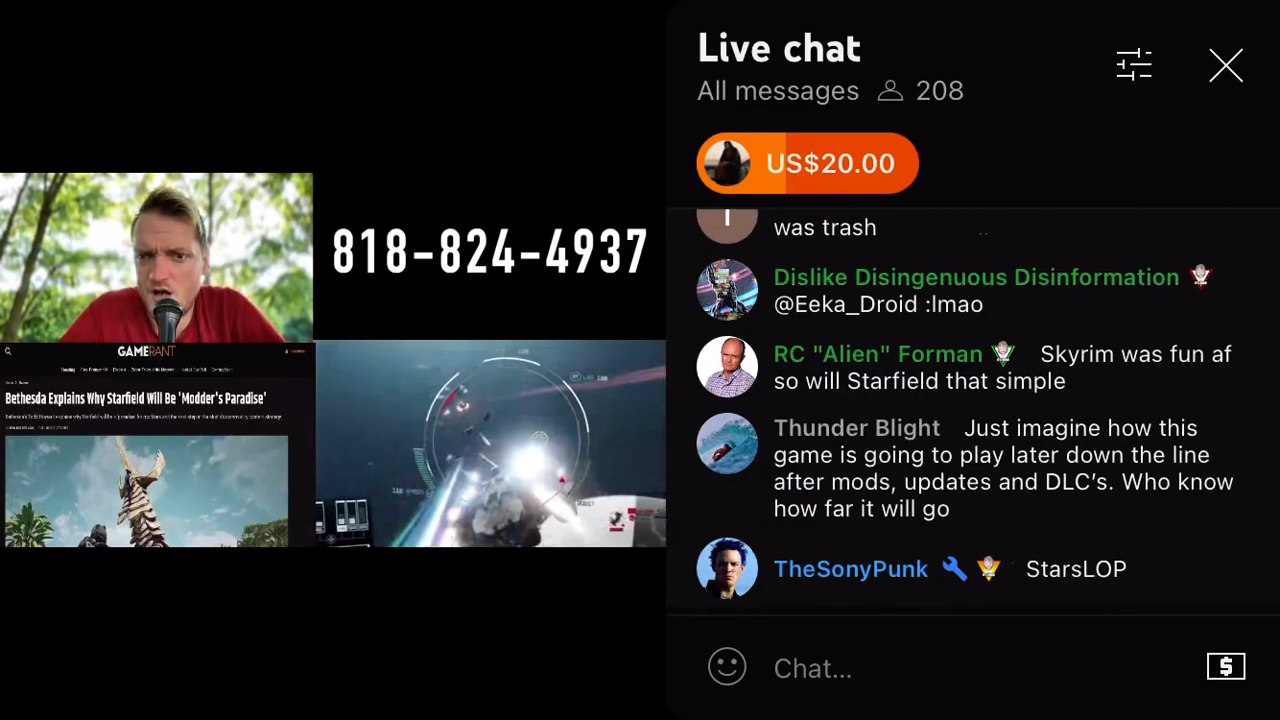 Live chat
All messages 208
US$20.00
was trash
Dislike Disingenuous Disinformation
@Eeka_Droid :lmao
RC "Alien" Forman Skyrim was fun af
so will Starfield that simple
Thunder Blight Just imagine how this
game is going to play later down the line
after mods, updates and DLC’s. Who know
how far it will go
TheSonyPunk StarsLOP
Chat...
818-824-4937
GAMERANT
Trending
Bethesda Explains Why Starfield Will Be 'Modder's Paradise'